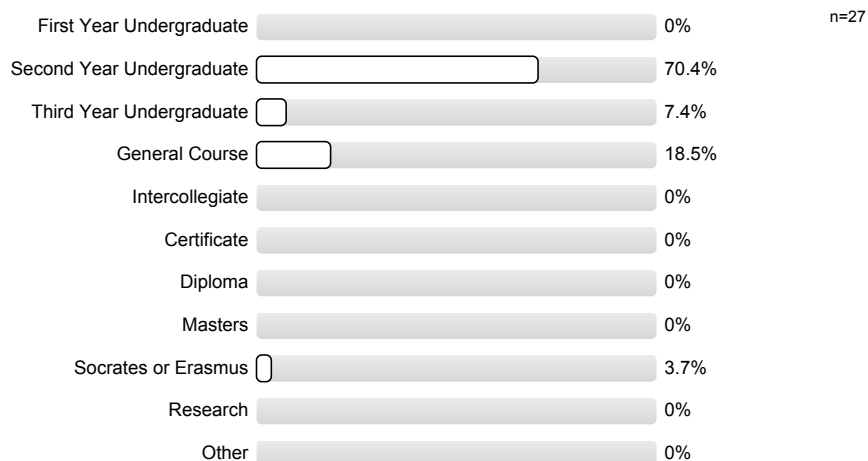 First Year Undergraduate 0% n=27
Second Year Undergraduate 70.4%
Third Year Undergraduate 7.4%
General Course 18.5%
Intercollegiate 0%
Certificate 0%
Diploma 0%
Masters 0%
Socrates or Erasmus 3.7%
Research 0%
Other 0%